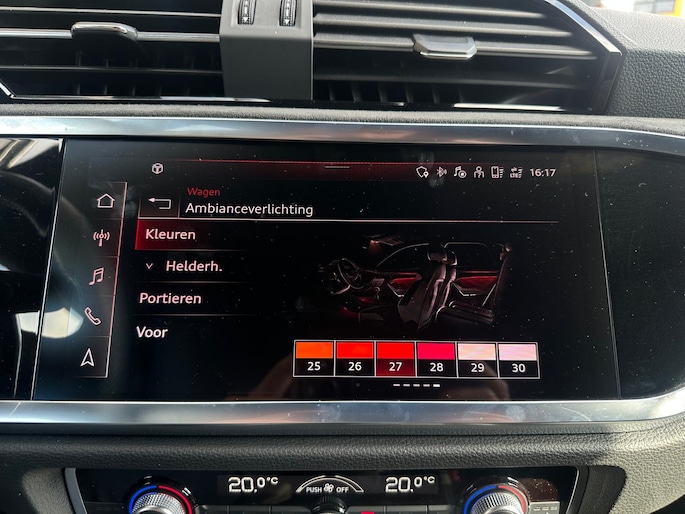 16:17
Wagen
Ambianceverlichting
Kleuren
Helderh.
Portieren
Voor
25 26 27 28 29 30
20.0°C PUSH OFF 20.0°C